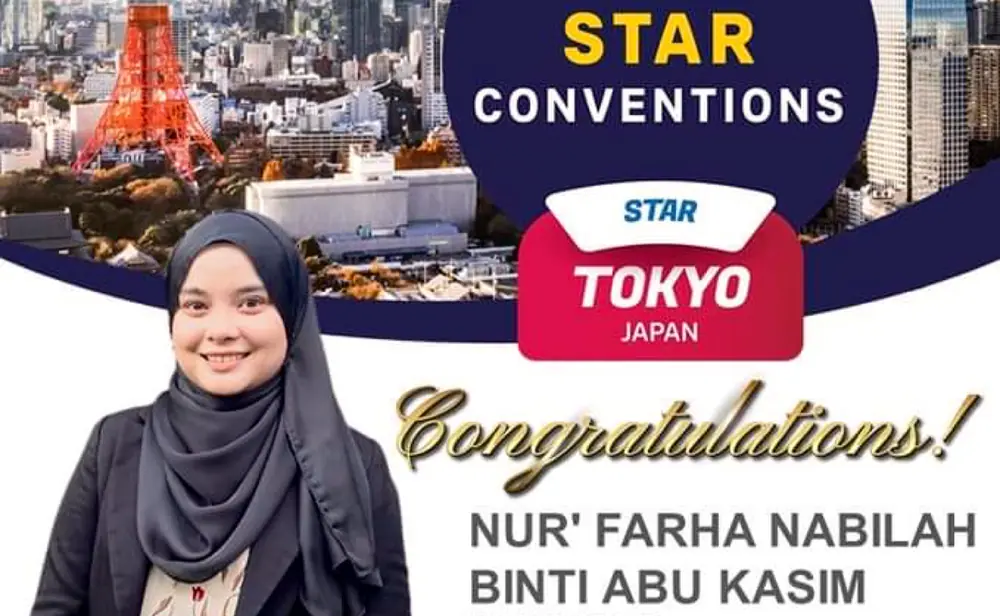 STAR
CONVENTIONS
STAR
TOKYO
JAPAN
Congratulations!
NUR' FARHA NABILAH
BINTI ABU KASIM